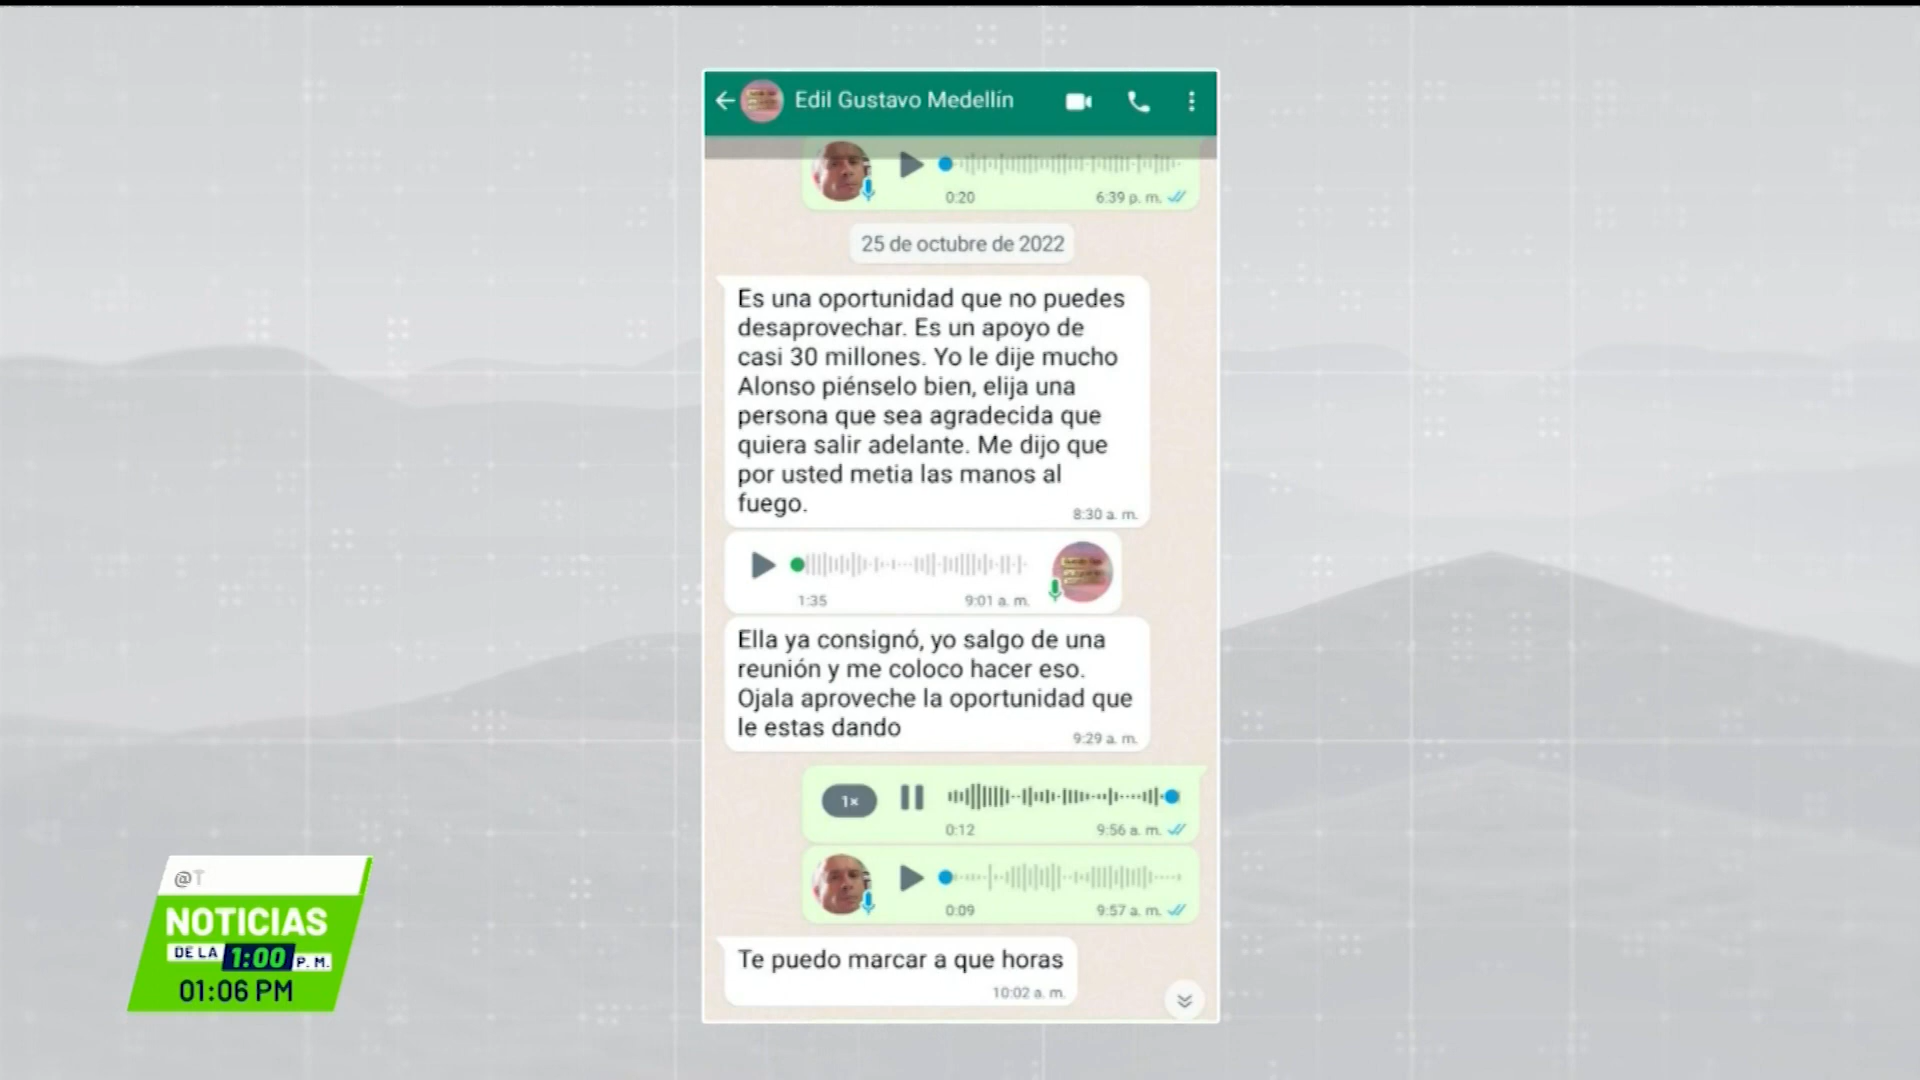 Edil Gustavo Medellín
0:20 6:39 p. m.
25 de octubre de 2022
Es una oportunidad que no puedes
desaprovechar. Es un apoyo de
casi 30 millones. Yo le dije mucho
Alonso piénselo bien, elija una
persona que sea agradecida que
quiera salir adelante. Me dijo que
por usted metia las manos al
fuego.
8:30 a. m.
1:35 9:01 a. m.
Ella ya consignó, yo salgo de una
reunión y me coloco hacer eso.
Ojala aproveche la oportunidad que
le estas dando
9:29 a. m.
1×
0:12 9:56 a. m.
0:09 9:57 a. m.
Te puedo marcar a que horas
10:02 a. m.
@T
NOTICIAS
DE LA 1:00 P. M.
01:06 PM